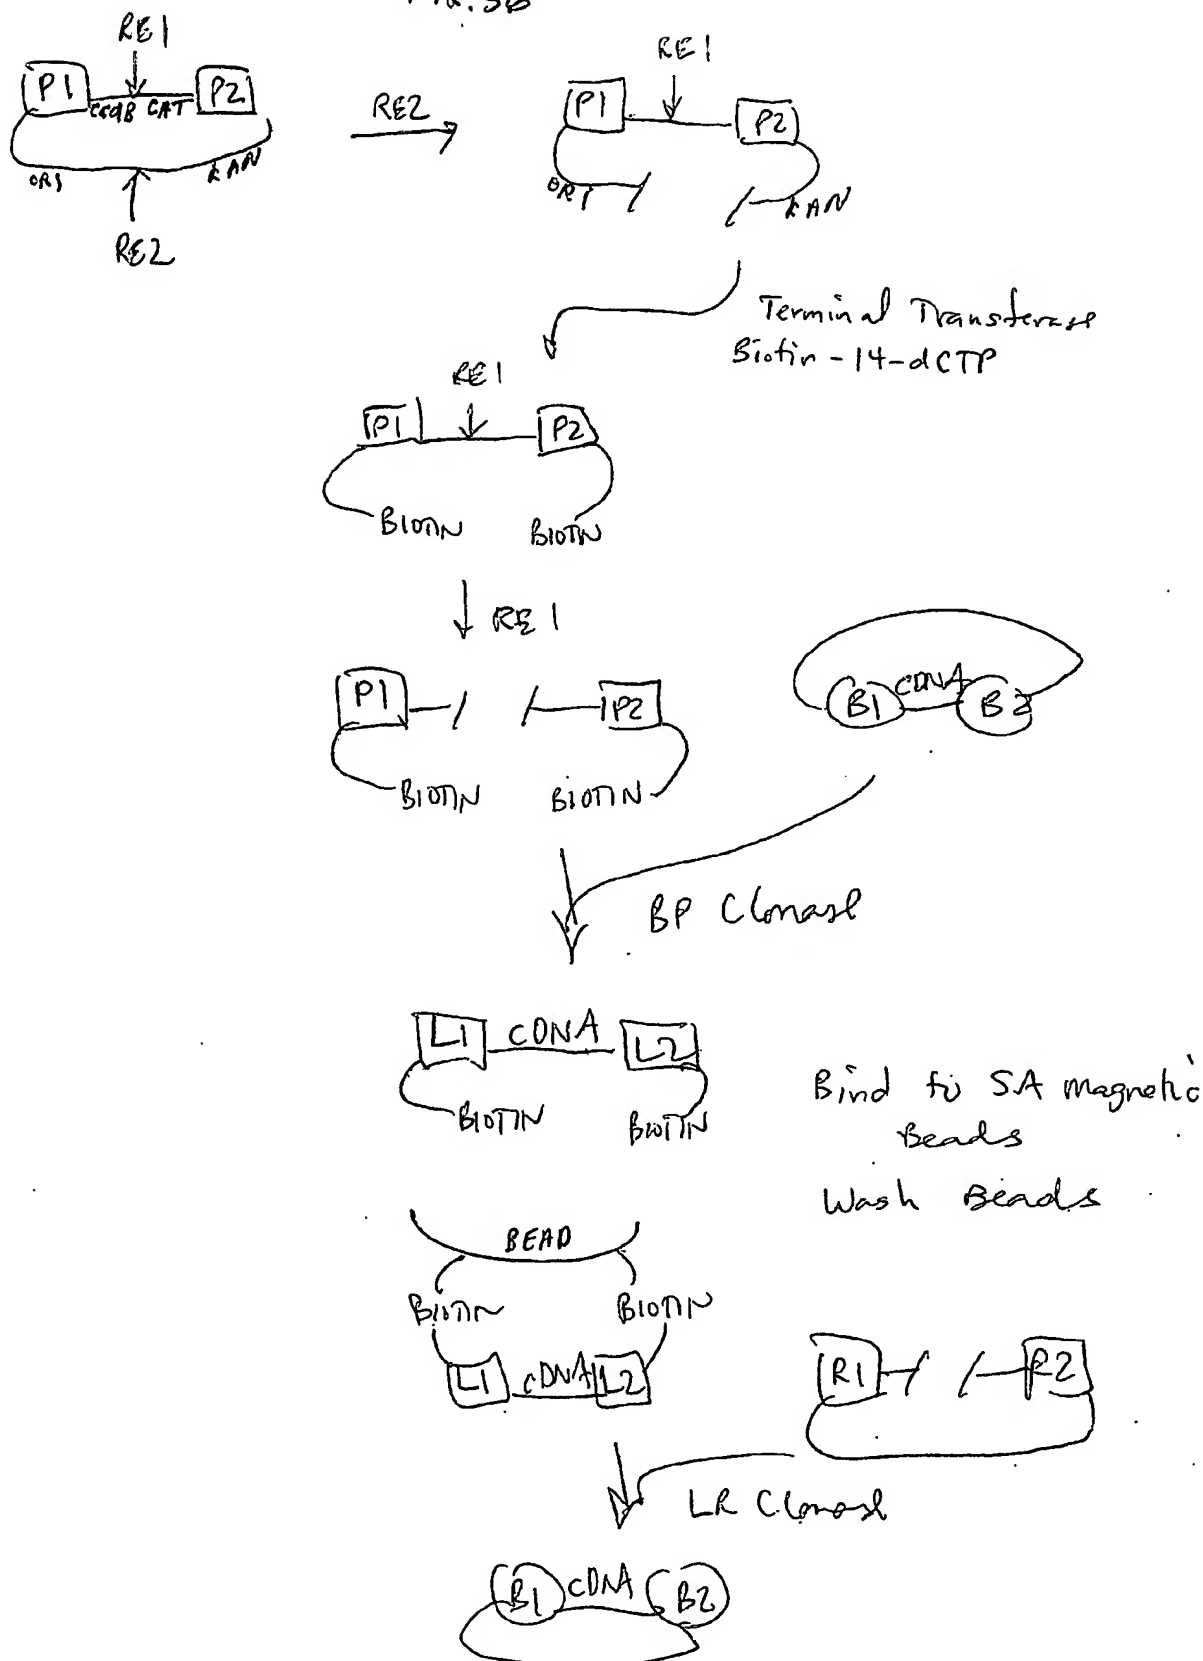 FIG. 5B
RE1
P1 P2
ccdB CAT
ORI KAN
RE2
RE2
RE1
P1 P2
ORI KAN
Terminal Transferase
Biotin-14-dCTP
RE1
P1 P2
BIOTIN BIOTIN
RE1
P1 P2
BIOTIN BIOTIN
B1 cDNA B2
BP Clonase
L1 cDNA L2
BIOTIN BIOTIN
Bind to SA magnetic
Beads
Wash Beads
BEAD
BIOTIN BIOTIN
L1 cDNA L2
R1 R2
LR Clonase
B1 cDNA B2